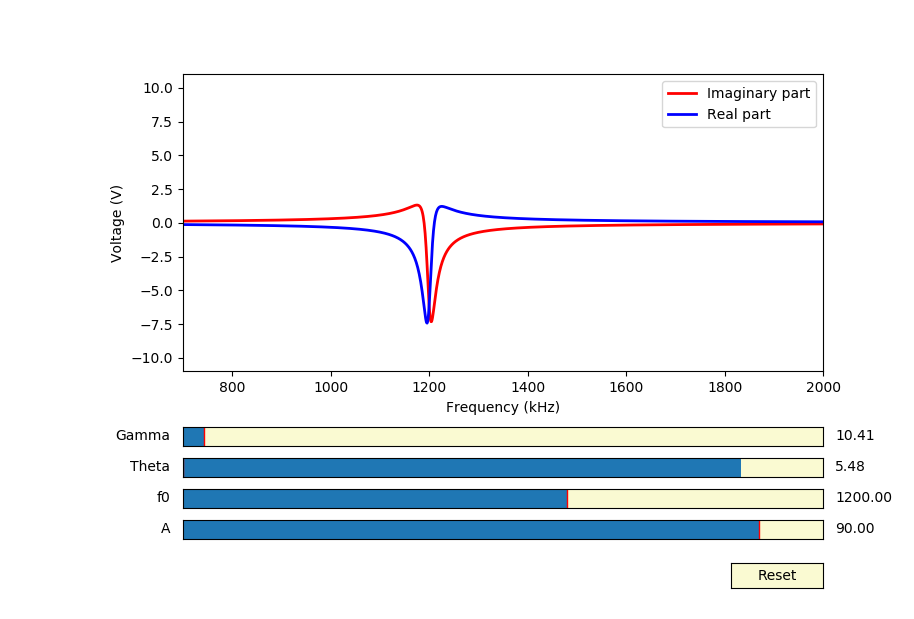 10.0
7.5
5.0
2.5
0.0
−2.5
−5.0
−7.5
−10.0
Voltage (V)
Imaginary part
Real part
800 1000 1200 1400 1600 1800 2000
Frequency (kHz)
Gamma 10.41
Theta 5.48
f0 1200.00
A 90.00
Reset